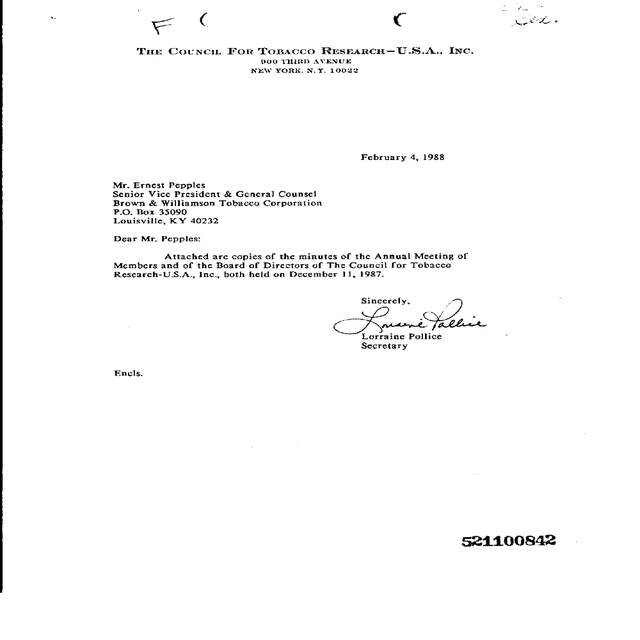 F
THE COUNCIL FOR TOBACCO RESEARCH—U.S.A., INC.
900 THIRD AVENUE
NEW YORK, N.Y. 10022
February 4, 1988
Mr. Ernest Pepples
Senior Vice President & General Counsel
Brown & Williamson Tobacco Corporation
P.O. Box 35090
Louisville, KY 40232
Dear Mr. Pepples:
Attached are copies of the minutes of the Annual Meeting of
Members and of the Board of Directors of The Council for Tobacco
Research-U.S.A., Inc., both held on December 11, 1987.
Sincerely,
Lorraine Pollice
Lorraine Pollice
Secretary
Encls.
521100842